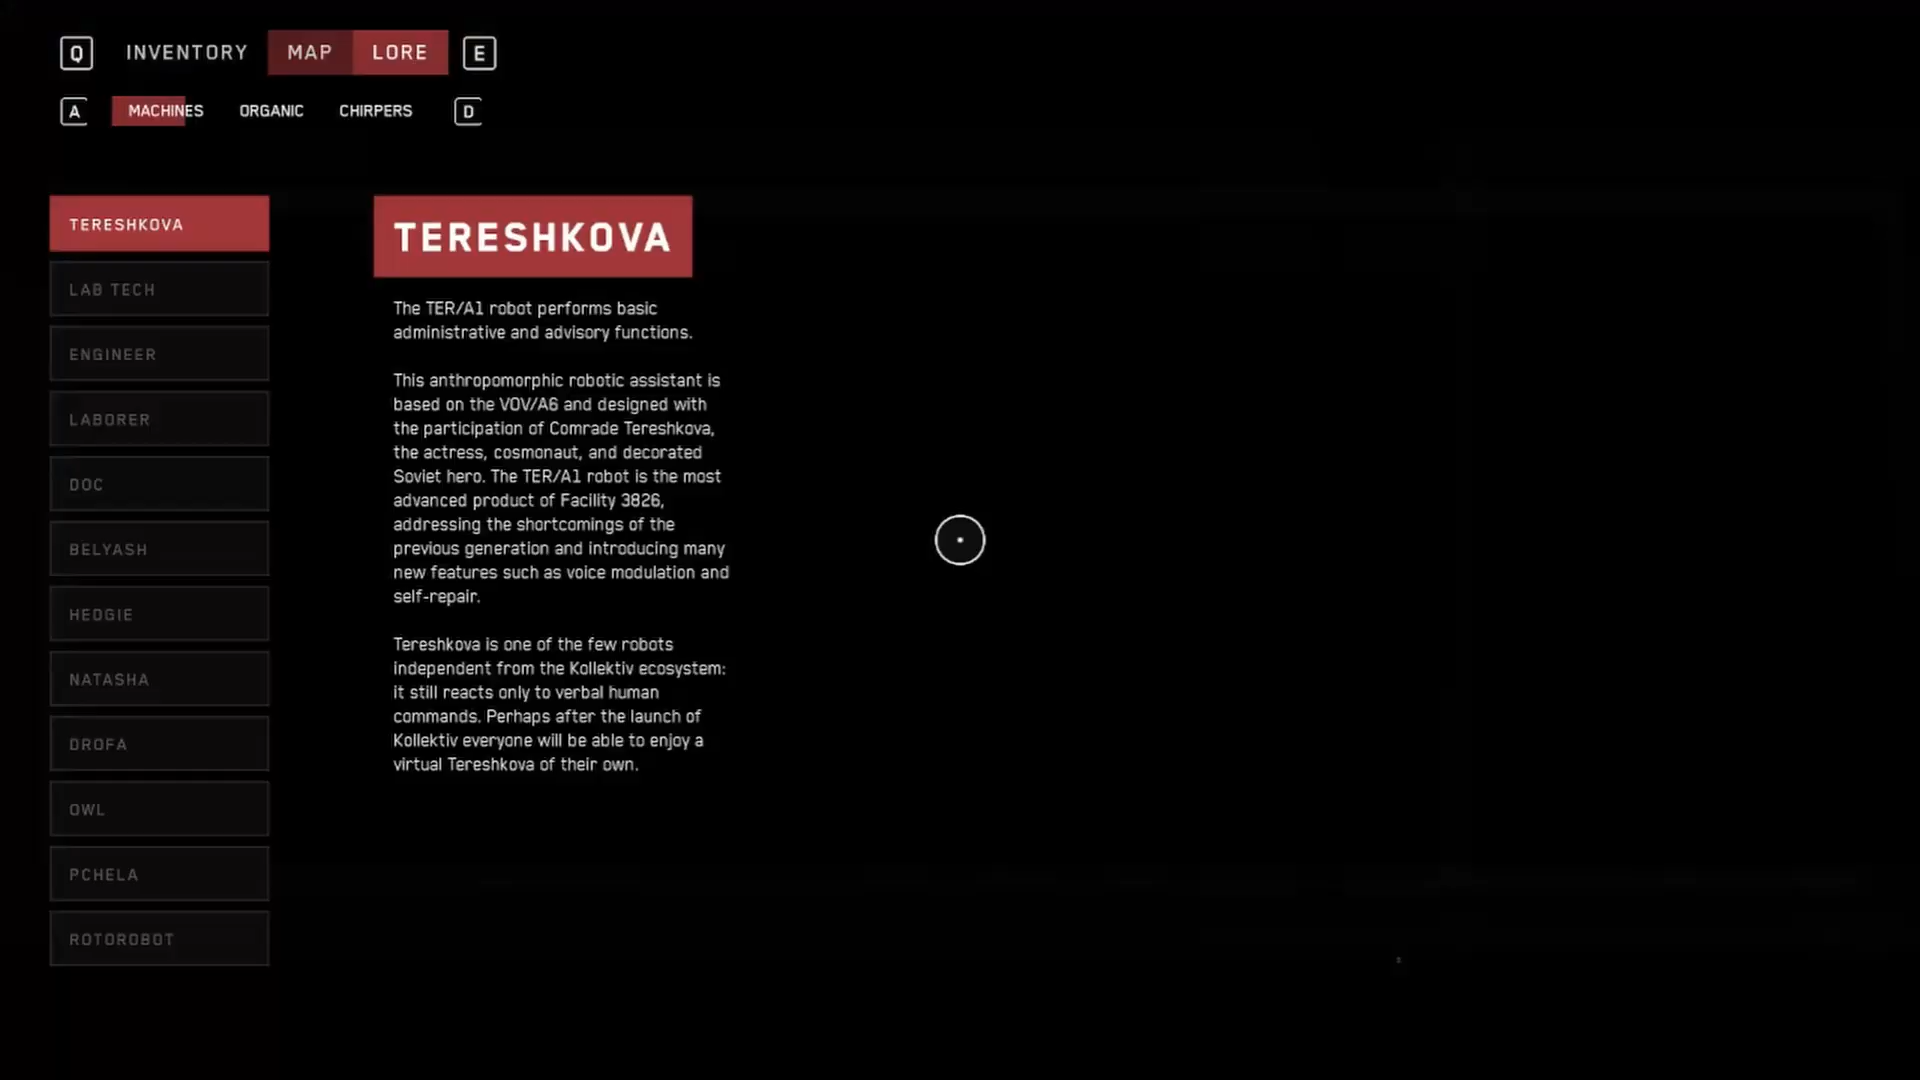 Q INVENTORY MAP LORE E
A MACHINES ORGANIC CHIRPERS D
TERESHKOVA
LAB TECH
ENGINEER
LABORER
DOC
BELYASH
HEDGIE
NATASHA
DROFA
OWL
PCHELA
ROTOROBOT
TERESHKOVA
The TER/A1 robot performs basic
administrative and advisory functions.
This anthropomorphic robotic assistant is
based on the VOV/A6 and designed with
the participation of Comrade Tereshkova,
the actress, cosmonaut, and decorated
Soviet hero. The TER/A1 robot is the most
advanced product of Facility 3826,
addressing the shortcomings of the
previous generation and introducing many
new features such as voice modulation and
self-repair.
Tereshkova is one of the few robots
independent from the Kollektiv ecosystem:
it still reacts only to verbal human
commands. Perhaps after the launch of
Kollektiv everyone will be able to enjoy a
virtual Tereshkova of their own.